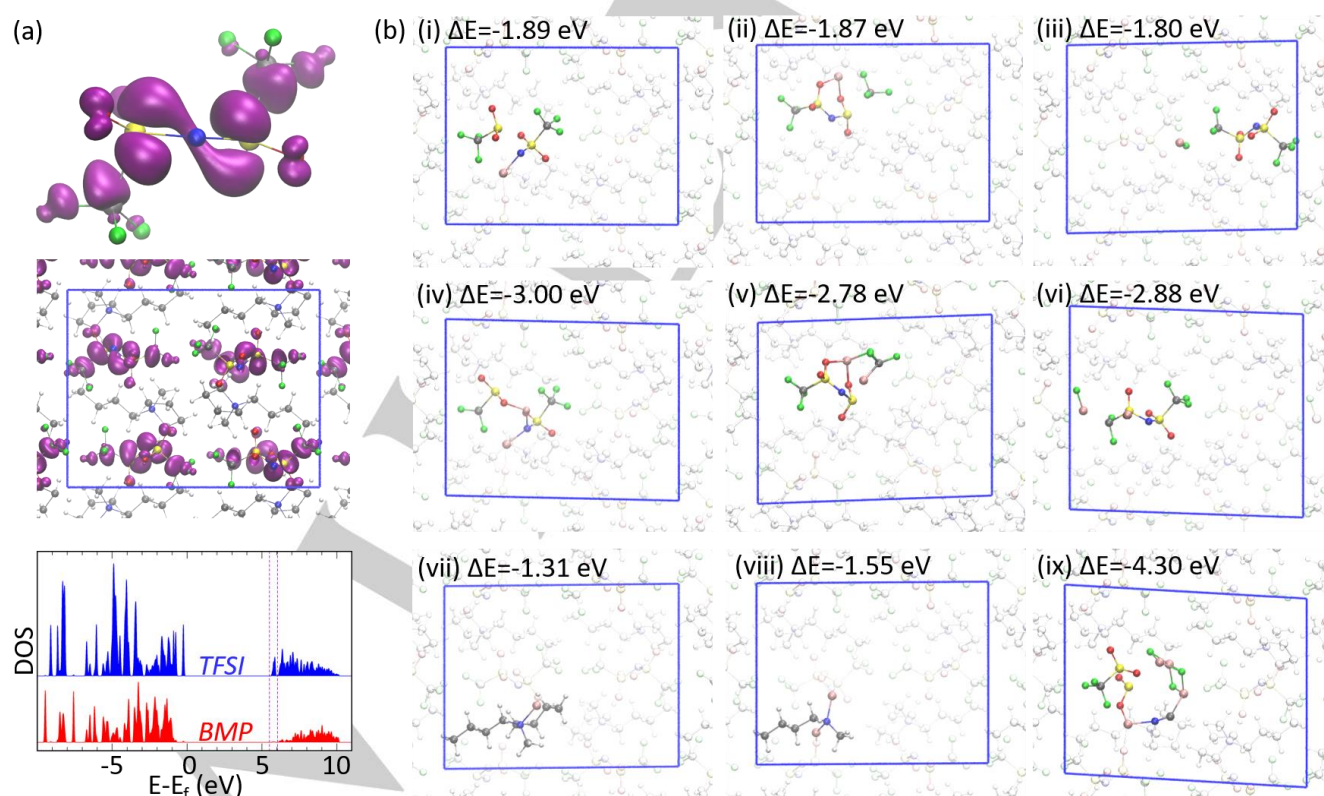 (a)
(b) (i) ΔE=-1.89 eV
(ii) ΔE=-1.87 eV
(iii) ΔE=-1.80 eV
(iv) ΔE=-3.00 eV
(v) ΔE=-2.78 eV
(vi) ΔE=-2.88 eV
(vii) ΔE=-1.31 eV
(viii) ΔE=-1.55 eV
(ix) ΔE=-4.30 eV
DOS
TFSI
BMP
-5 0 5 10
E-Ef (eV)